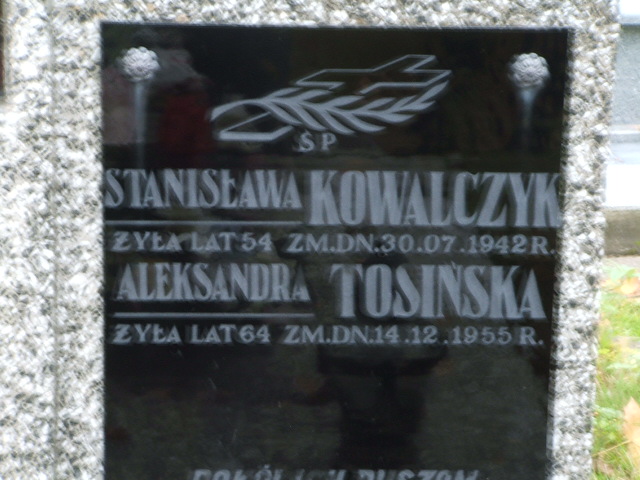 ŚP
STANISŁAWA KOWALCZYK
ŻYŁA LAT 54 ZM.DN.30.07.1942 R.
ALEKSANDRA TOSIŃSKA
ŻYŁA LAT 64 ZM.DN.14.12.1955 R.